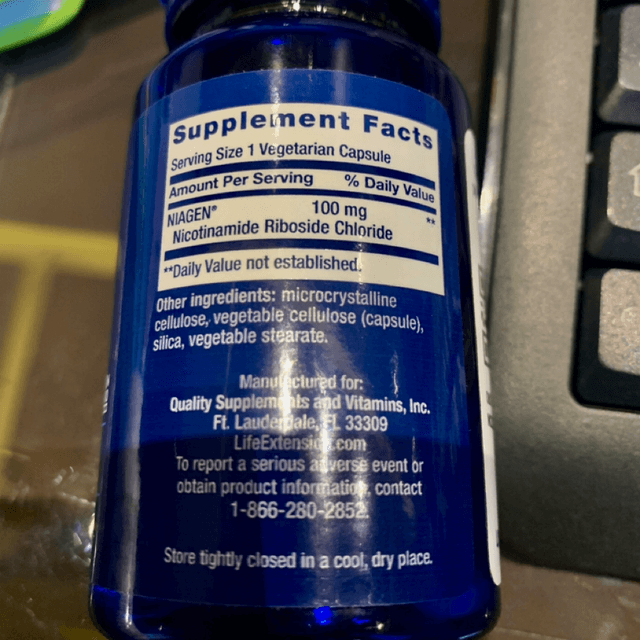 Supplement Facts
Serving Size 1 Vegetarian Capsule
Amount Per Serving % Daily Value
NIAGEN® 100 mg **
Nicotinamide Riboside Chloride
**Daily Value not established.
Other ingredients: microcrystalline
cellulose, vegetable cellulose (capsule),
silica, vegetable stearate.
Manufactured for:
Quality Supplements and Vitamins, Inc.
Ft. Lauderdale, FL 33309
LifeExtension.com
To report a serious adverse event or
obtain product information, contact
1-866-280-2852.
Store tightly closed in a cool, dry place.